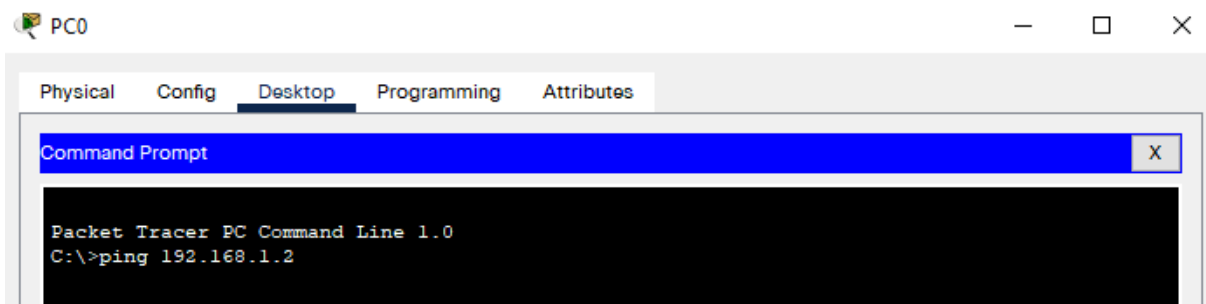 PC0
Physical Config Desktop Programming Attributes
Command Prompt X
Packet Tracer PC Command Line 1.0
C:\>ping 192.168.1.2